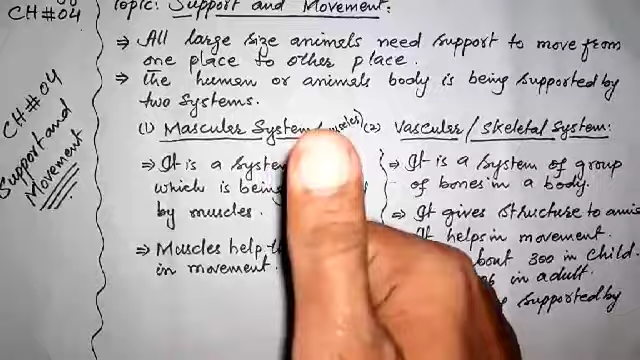 CH#04
Topic: Support and Movement:
⇒ All large size animals need support to move from
one place to other place.
⇒ The human or animals body is being supported by
two systems.
CH#04
Support and
Movement
(1) Mascular System
⇒ It is a system
which is being
by muscles.
⇒ Muscles help
in movement.
(2) Vascular / Skeletal System:
⇒ It is a system of group
of bones in a body.
⇒ It gives structure to
It helps in movement.
bout 300 in child.
in adult.
supported by